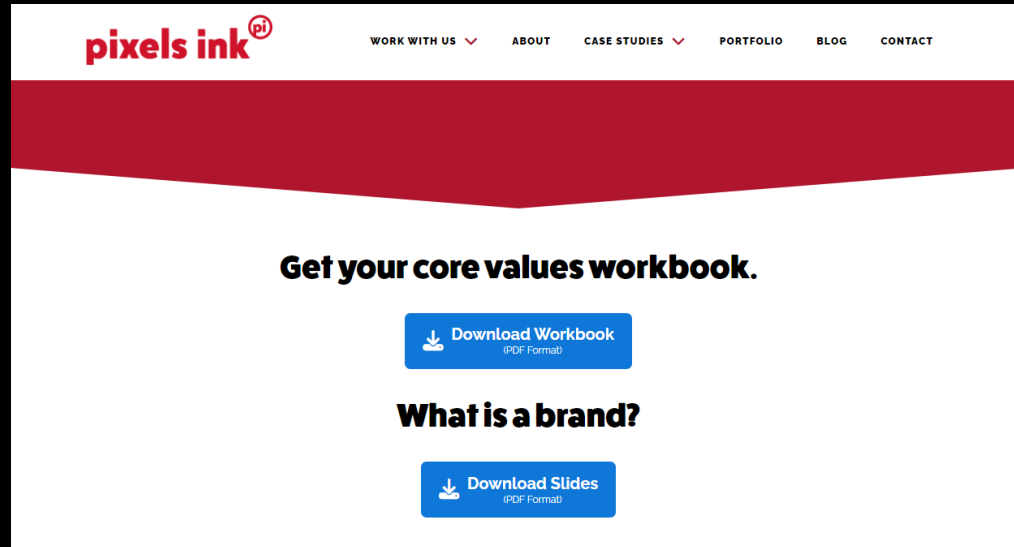 pixels ink pi
WORK WITH US ABOUT CASE STUDIES PORTFOLIO BLOG CONTACT
Get your core values workbook.
Download Workbook
(PDF Format)
What is a brand?
Download Slides
(PDF Format)